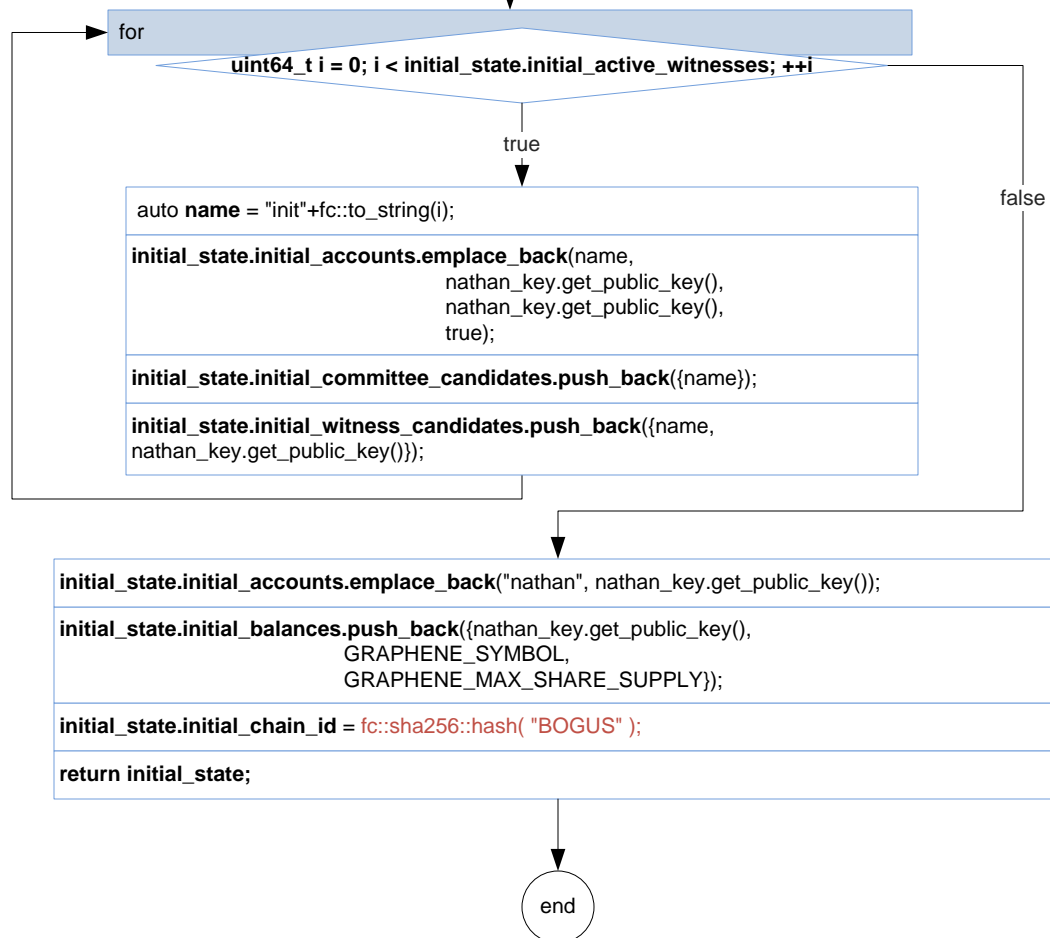 for
uint64_t i = 0; i < initial_state.initial_active_witnesses; ++i
true
false
auto name = "init"+fc::to_string(i);
initial_state.initial_accounts.emplace_back(name,
nathan_key.get_public_key(),
nathan_key.get_public_key(),
true);
initial_state.initial_committee_candidates.push_back({name});
initial_state.initial_witness_candidates.push_back({name,
nathan_key.get_public_key()});
initial_state.initial_accounts.emplace_back("nathan", nathan_key.get_public_key());
initial_state.initial_balances.push_back({nathan_key.get_public_key(),
GRAPHENE_SYMBOL,
GRAPHENE_MAX_SHARE_SUPPLY});
initial_state.initial_chain_id = fc::sha256::hash( "BOGUS" );
return initial_state;
end